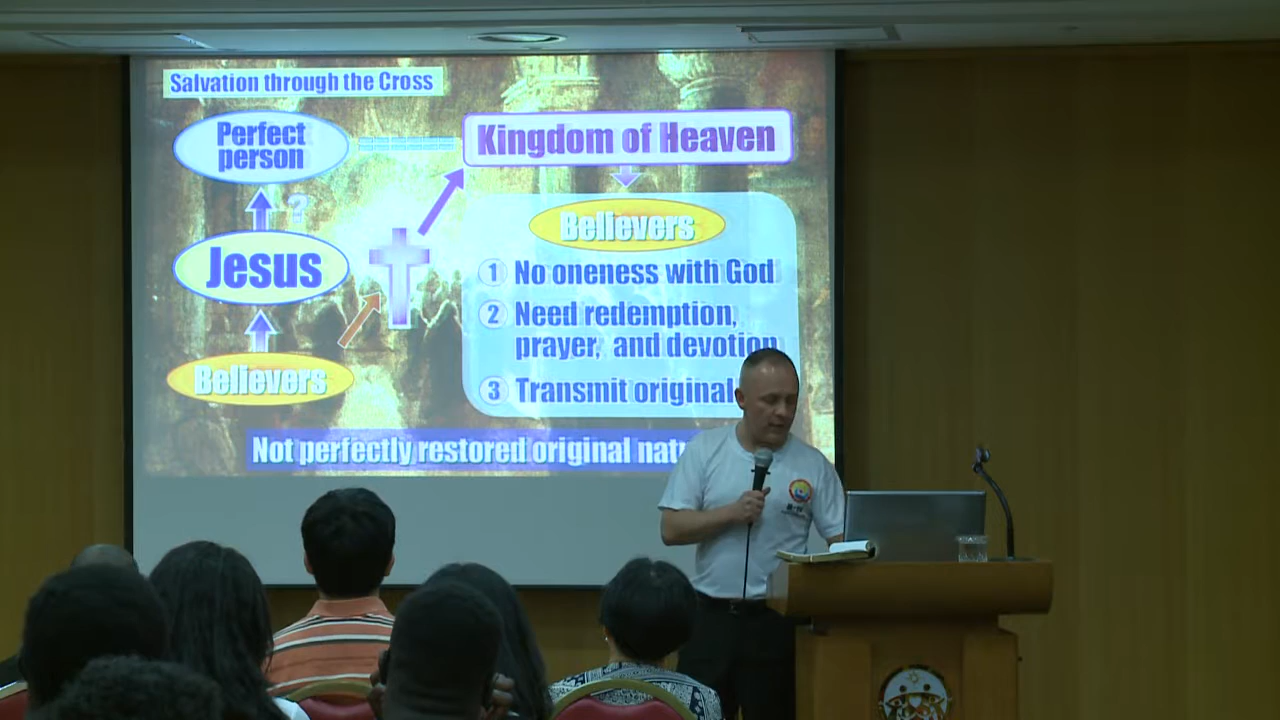 Salvation through the Cross
Perfect
person
Kingdom of Heaven
?
Believers
Jesus
1 No oneness with God
2 Need redemption,
prayer, and devotion
Believers
3 Transmit original
Not perfectly restored original